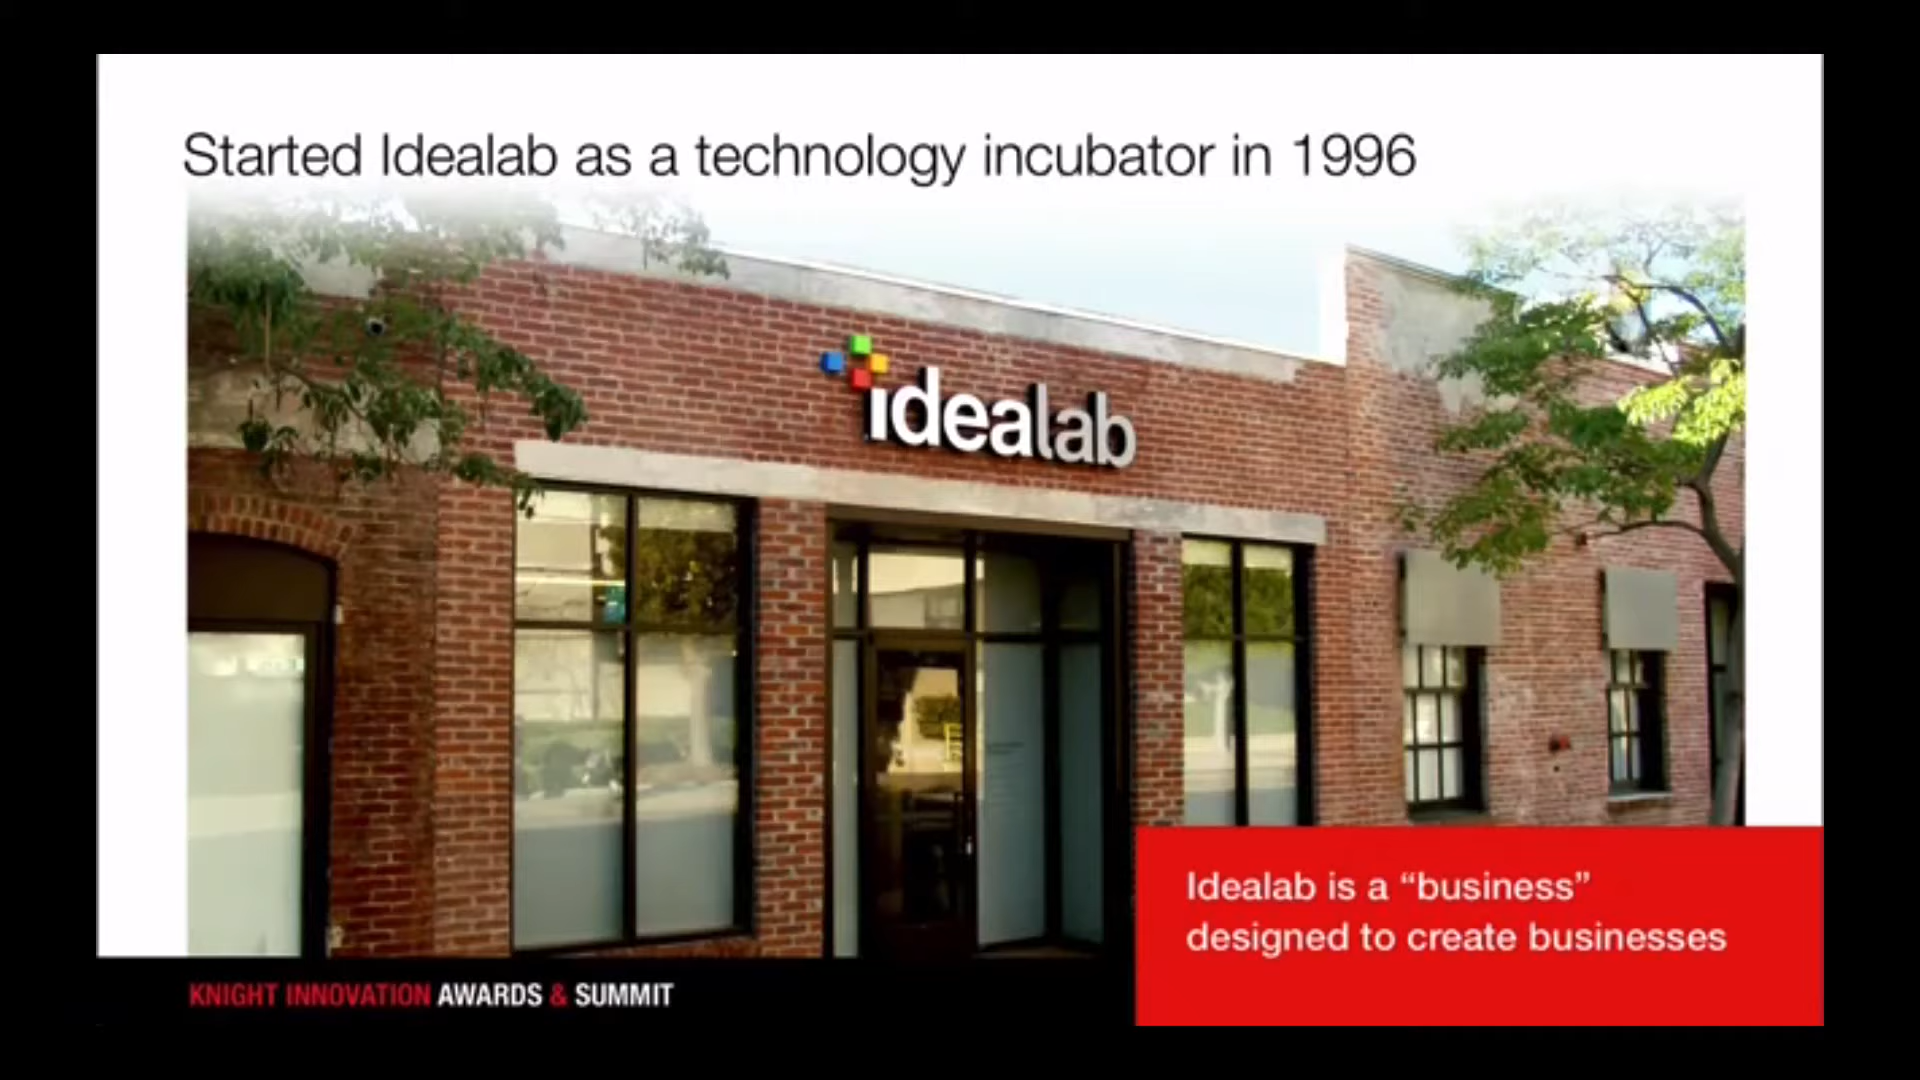 Started Idealab as a technology incubator in 1996
idealab
Idealab is a “business”
designed to create businesses
KNIGHT INNOVATION AWARDS & SUMMIT